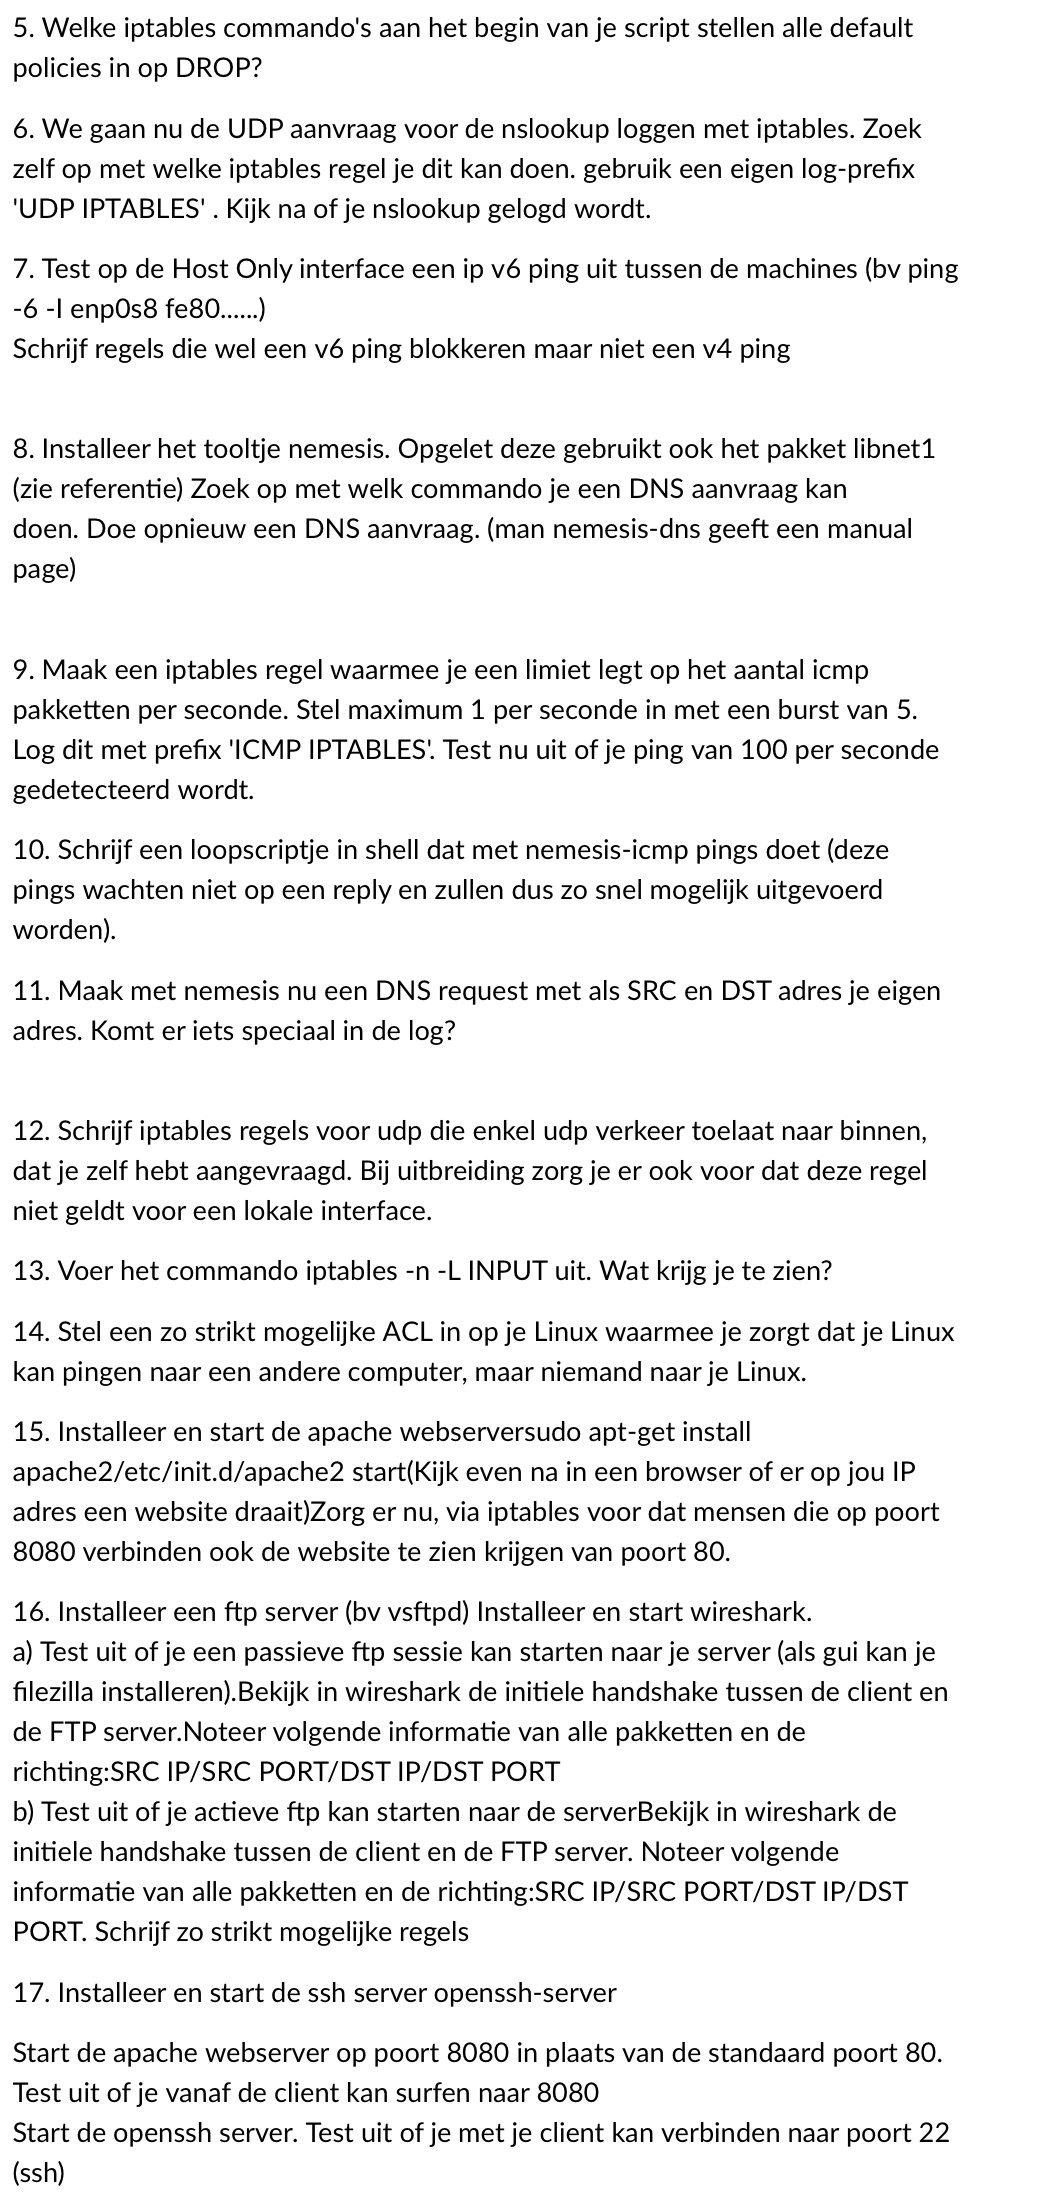 5. Welke iptables commando's aan het begin van je script stellen alle default
policies in op DROP?
6. We gaan nu de UDP aanvraag voor de nslookup loggen met iptables. Zoek
zelf op met welke iptables regel je dit kan doen. gebruik een eigen log-prefix
'UDP IPTABLES' . Kijk na of je nslookup gelogd wordt.
7. Test op de Host Only interface een ip v6 ping uit tussen de machines (bv ping
-6 -I enp0s8 fe80......)
Schrijf regels die wel een v6 ping blokkeren maar niet een v4 ping
8. Installeer het tooltje nemesis. Opgelet deze gebruikt ook het pakket libnet1
(zie referentie) Zoek op met welk commando je een DNS aanvraag kan
doen. Doe opnieuw een DNS aanvraag. (man nemesis-dns geeft een manual
page)
9. Maak een iptables regel waarmee je een limiet legt op het aantal icmp
pakketten per seconde. Stel maximum 1 per seconde in met een burst van 5.
Log dit met prefix 'ICMP IPTABLES'. Test nu uit of je ping van 100 per seconde
gedetecteerd wordt.
10. Schrijf een loopscriptje in shell dat met nemesis-icmp pings doet (deze
pings wachten niet op een reply en zullen dus zo snel mogelijk uitgevoerd
worden).
11. Maak met nemesis nu een DNS request met als SRC en DST adres je eigen
adres. Komt er iets speciaal in de log?
12. Schrijf iptables regels voor udp die enkel udp verkeer toelaat naar binnen,
dat je zelf hebt aangevraagd. Bij uitbreiding zorg je er ook voor dat deze regel
niet geldt voor een lokale interface.
13. Voer het commando iptables -n -L INPUT uit. Wat krijg je te zien?
14. Stel een zo strikt mogelijke ACL in op je Linux waarmee je zorgt dat je Linux
kan pingen naar een andere computer, maar niemand naar je Linux.
15. Installeer en start de apache webserversudo apt-get install
apache2/etc/init.d/apache2 start(Kijk even na in een browser of er op jou IP
adres een website draait)Zorg er nu, via iptables voor dat mensen die op poort
8080 verbinden ook de website te zien krijgen van poort 80.
16. Installeer een ftp server (bv vsftpd) Installeer en start wireshark.
a) Test uit of je een passieve ftp sessie kan starten naar je server (als gui kan je
filezilla installeren).Bekijk in wireshark de initiele handshake tussen de client en
de FTP server.Noteer volgende informatie van alle pakketten en de
richting:SRC IP/SRC PORT/DST IP/DST PORT
b) Test uit of je actieve ftp kan starten naar de serverBekijk in wireshark de
initiele handshake tussen de client en de FTP server. Noteer volgende
informatie van alle pakketten en de richting:SRC IP/SRC PORT/DST IP/DST
PORT. Schrijf zo strikt mogelijke regels
17. Installeer en start de ssh server openssh-server
Start de apache webserver op poort 8080 in plaats van de standaard poort 80.
Test uit of je vanaf de client kan surfen naar 8080
Start de openssh server. Test uit of je met je client kan verbinden naar poort 22
(ssh)